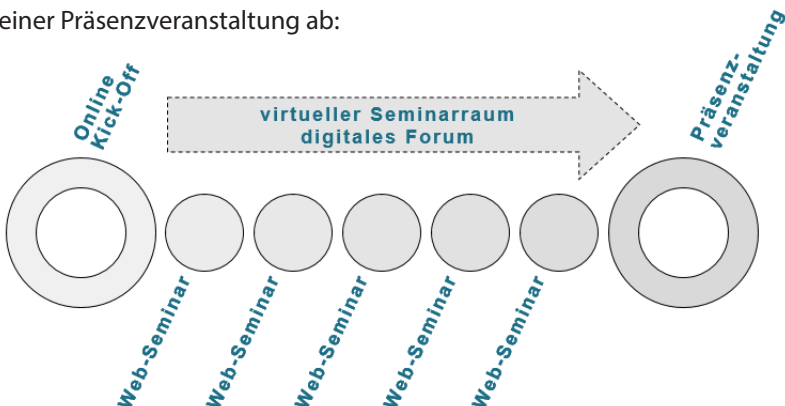 einer Präsenzveranstaltung ab:
Online
Kick-Off
virtueller Seminarraum
digitales Forum
Präsenz-
veranstaltung
Web-Seminar
Web-Seminar
Web-Seminar
Web-Seminar
Web-Seminar